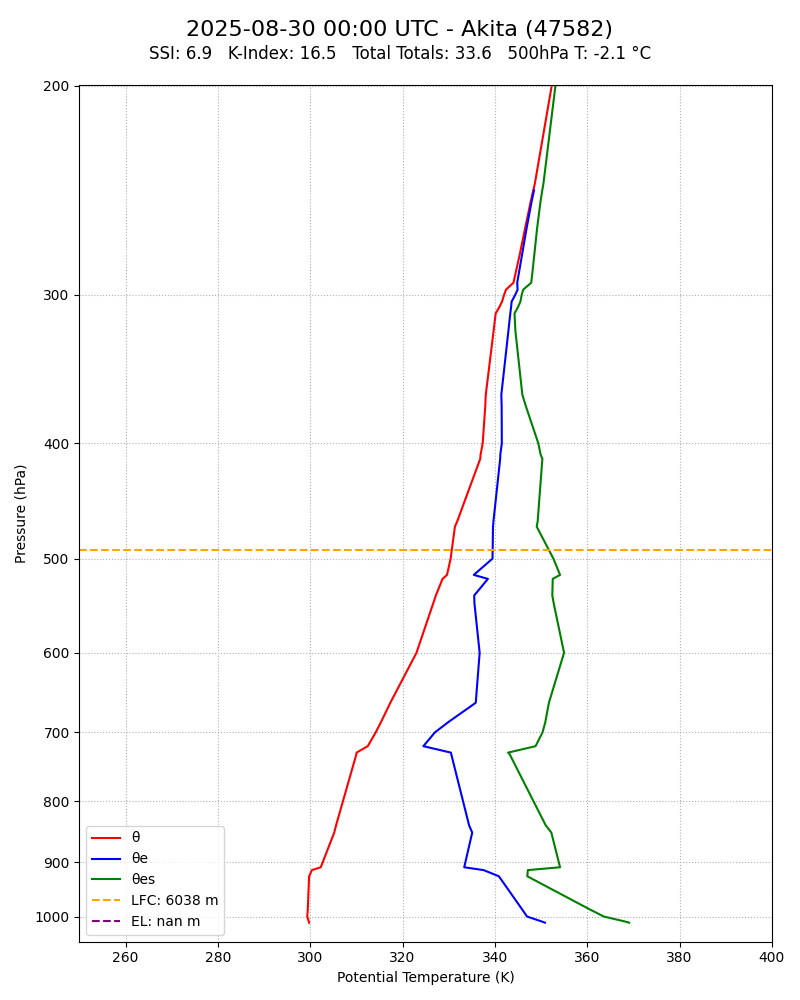 2025-08-30 00:00 UTC - Akita (47582)
SSI: 6.9 K-Index: 16.5 Total Totals: 33.6 500hPa T: -2.1 °C
200
300
400
500
600
700
800
900
1000
Pressure (hPa)
θ
θe
θes
LFC: 6038 m
EL: nan m
260 280 300 320 340 360 380 400
Potential Temperature (K)